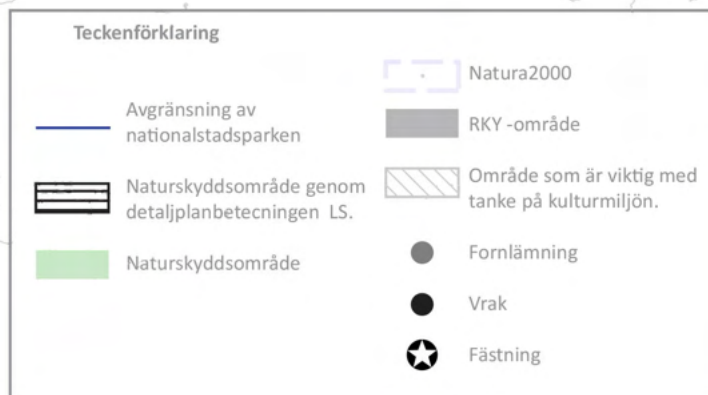 Teckenförklaring
Avgränsning av
nationalstadsparken
Naturskyddsområde genom
detaljplanbetecningen LS.
Naturskyddsområde
Natura2000
RKY -område
Område som är viktig med
tanke på kulturmiljön.
Fornlämning
Vrak
Fästning